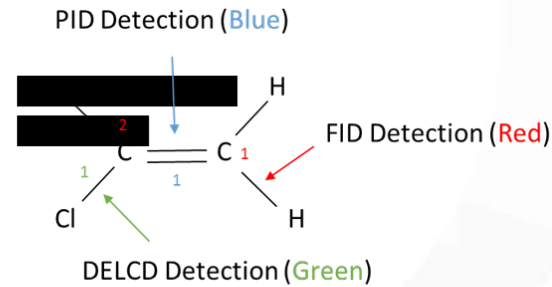 PID Detection (Blue)
H
2
C
C 1
FID Detection (Red)
1
1
Cl
H
DELCD Detection (Green)